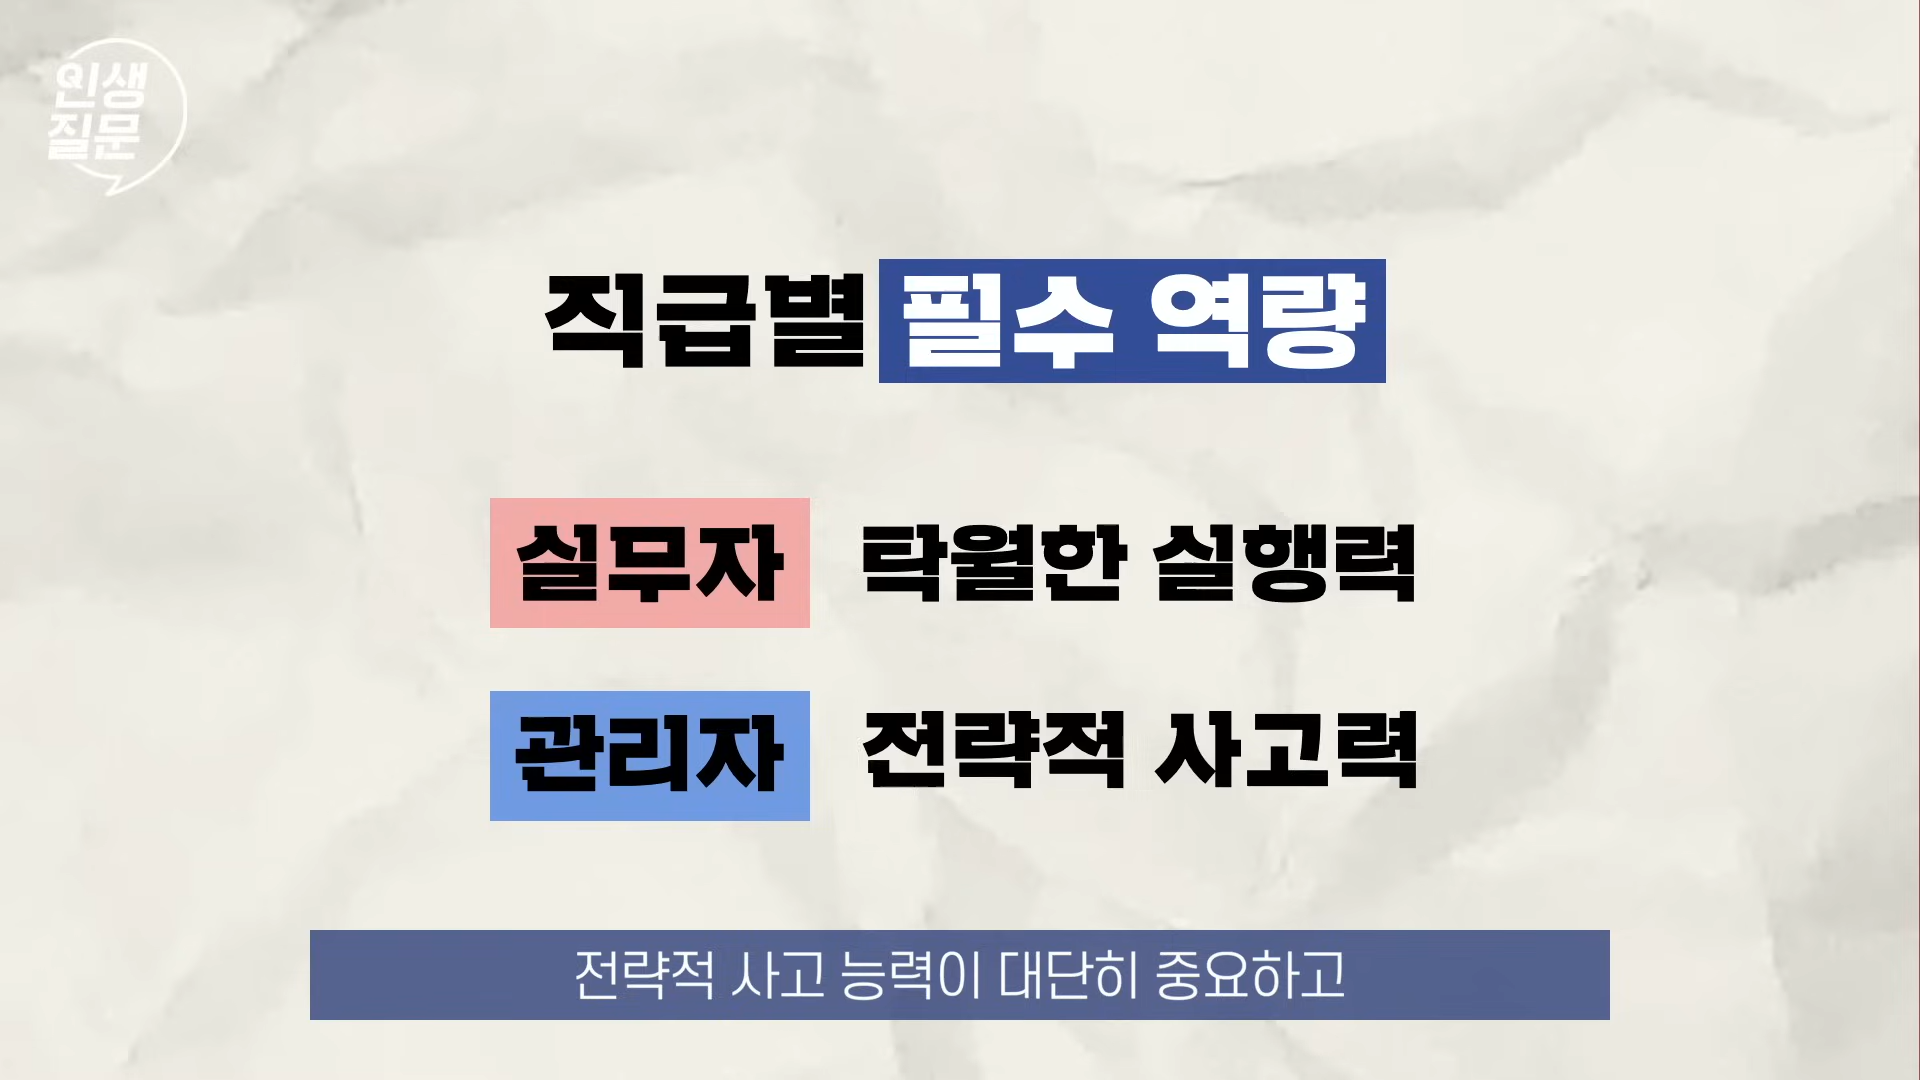 인생
질문
직급별 필수 역량
실무자 탁월한 실행력
관리자 전략적 사고력
전략적 사고 능력이 대단히 중요하고